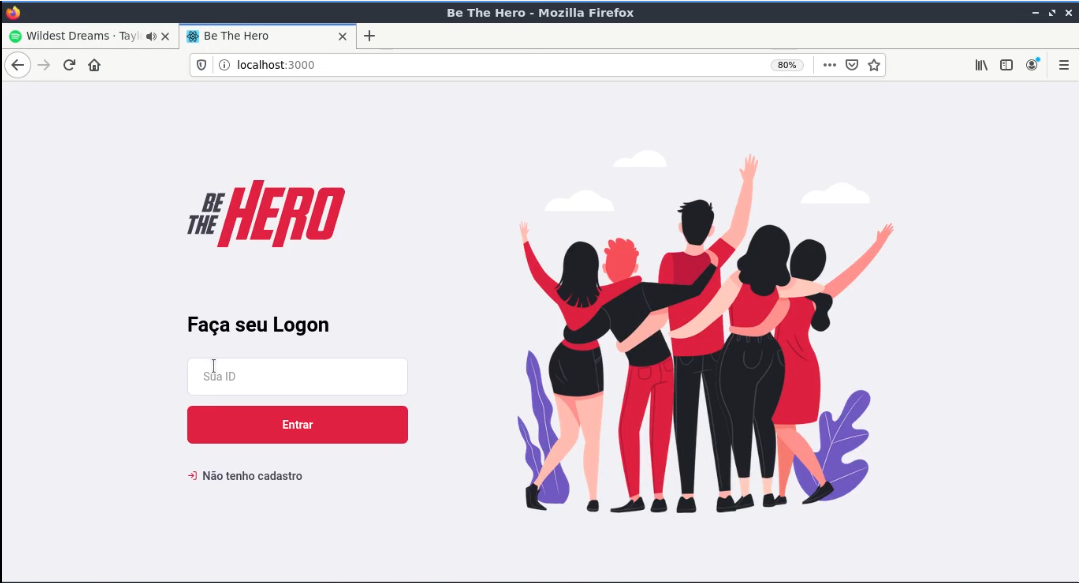 Be The Hero - Mozilla Firefox
Wildest Dreams · Tayl
Be The Hero
localhost:3000
80%
BE THE HERO
Faça seu Logon
Sua ID
Entrar
Não tenho cadastro